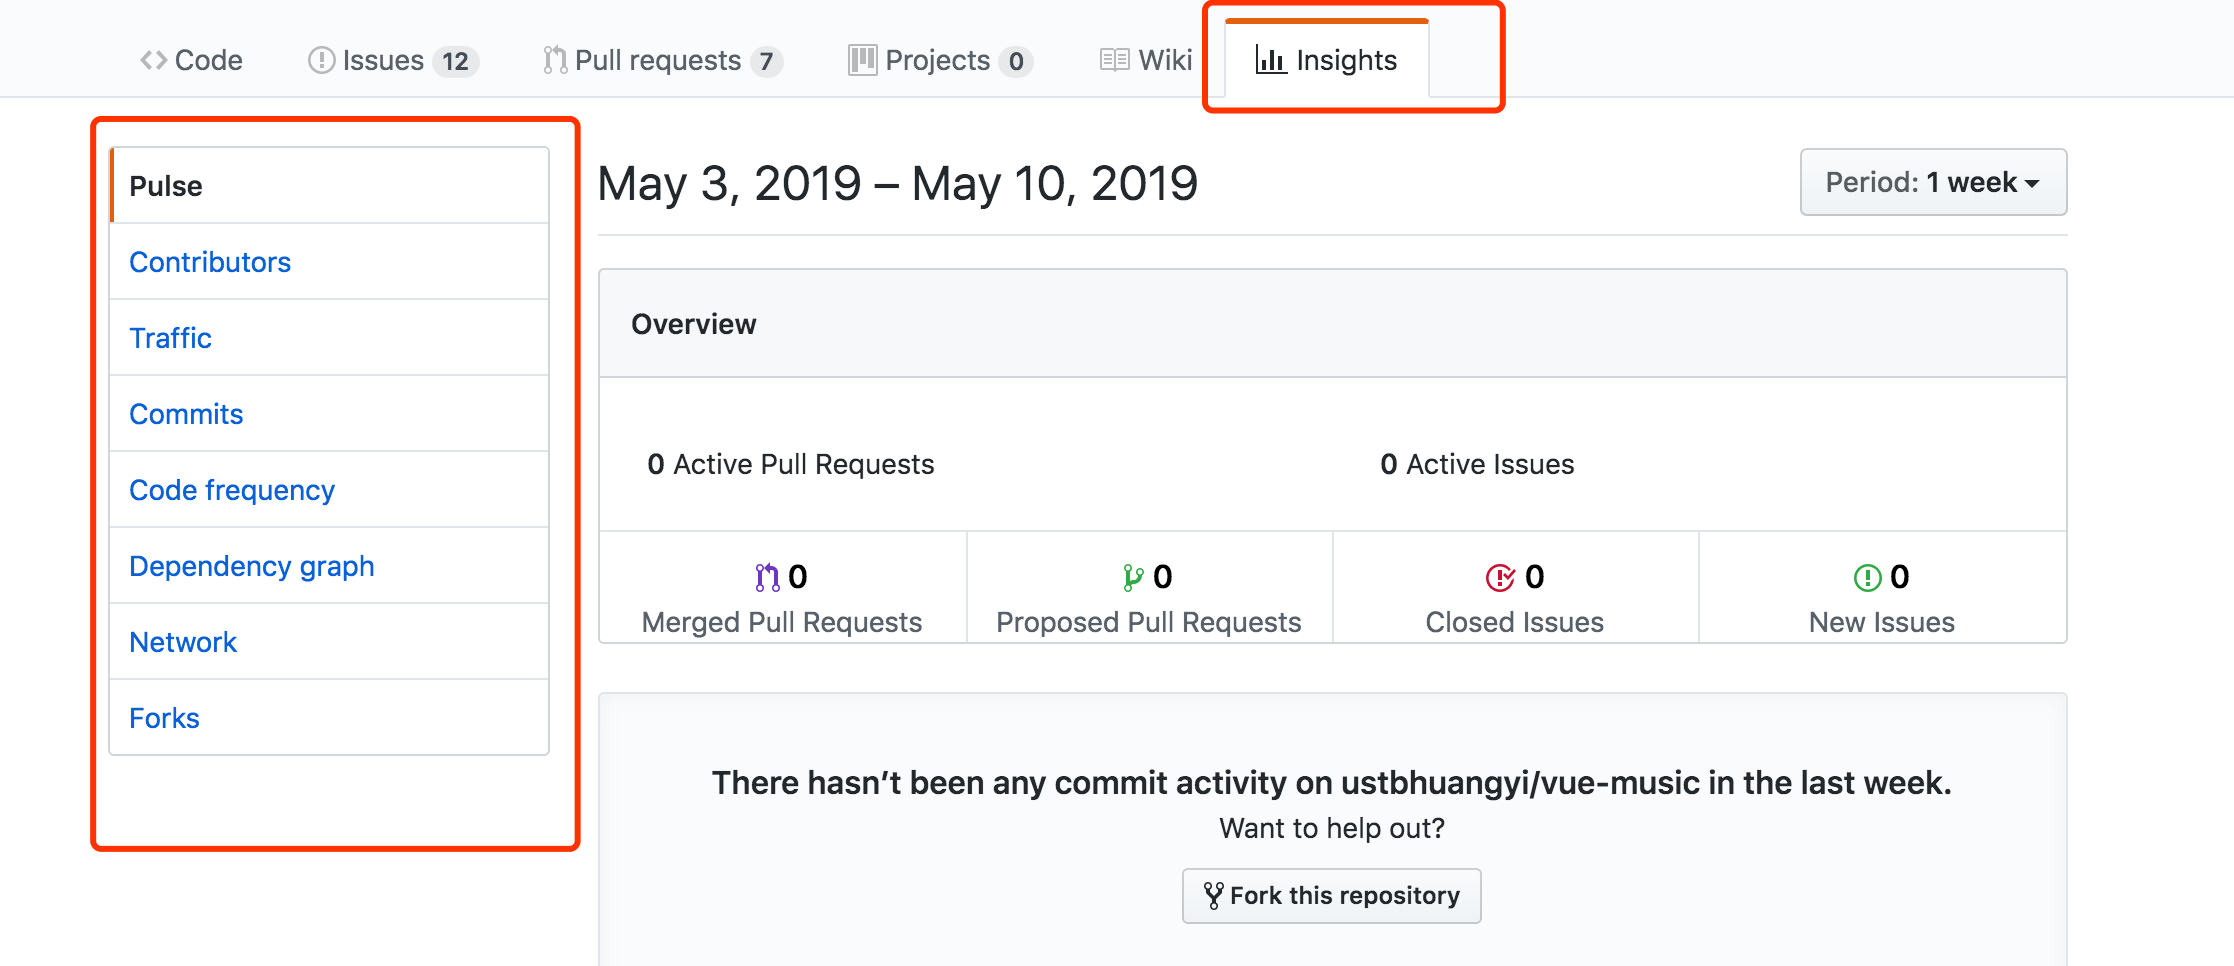 Code Issues 12 Pull requests 7 Projects 0 Wiki Insights
Pulse
Contributors
Traffic
Commits
Code frequency
Dependency graph
Network
Forks
May 3, 2019 – May 10, 2019
Period: 1 week
Overview
0 Active Pull Requests
0 Active Issues
0
Merged Pull Requests
0
Proposed Pull Requests
0
Closed Issues
0
New Issues
There hasn’t been any commit activity on ustbhuangyi/vue-music in the last week.
Want to help out?
Fork this repository